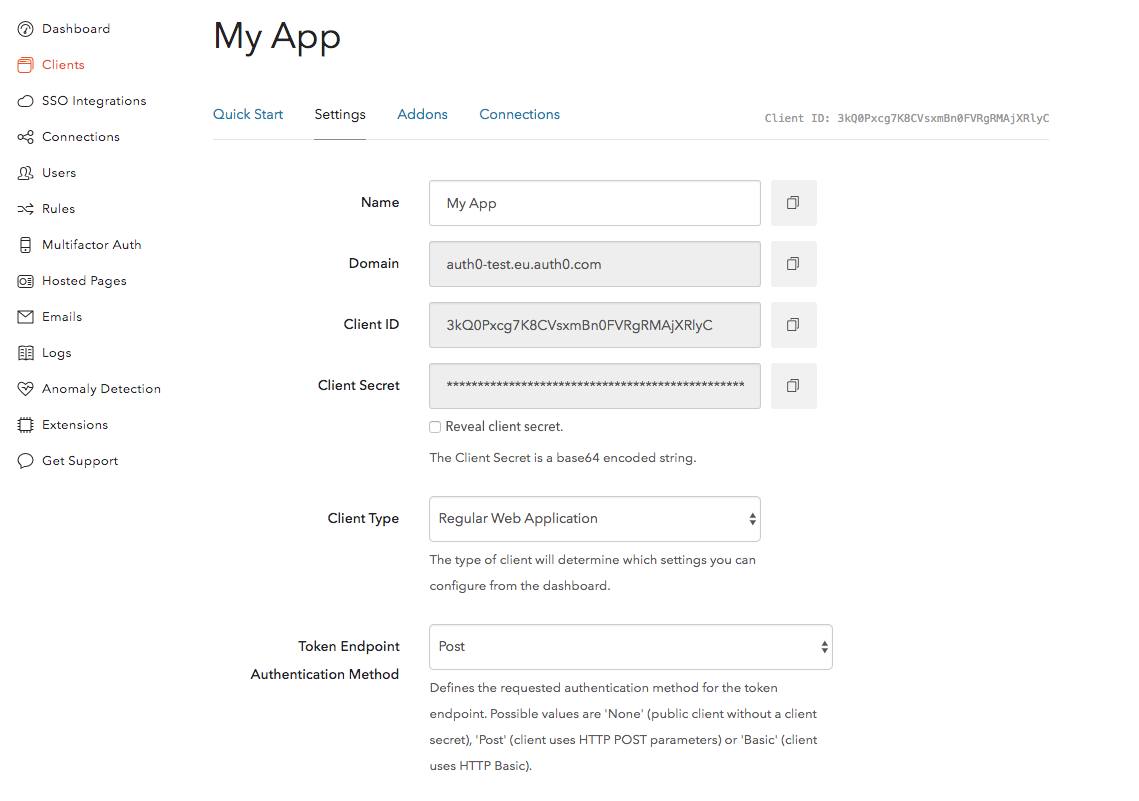 Dashboard
Clients
SSO Integrations
Connections
Users
Rules
Multifactor Auth
Hosted Pages
Emails
Logs
Anomaly Detection
Extensions
Get Support
My App
Quick Start Settings Addons Connections
Client ID: 3kQ0Pxcg7K8CVsxmBn0FVRgRMAjXRlyC
Name My App
Domain auth0-test.eu.auth0.com
Client ID 3kQ0Pxcg7K8CVsxmBn0FVRgRMAjXRlyC
Client Secret ************************************************
Reveal client secret.
The Client Secret is a base64 encoded string.
Client Type Regular Web Application
The type of client will determine which settings you can
configure from the dashboard.
Token Endpoint
Authentication Method
Post
Defines the requested authentication method for the token
endpoint. Possible values are 'None' (public client without a client
secret), 'Post' (client uses HTTP POST parameters) or 'Basic' (client
uses HTTP Basic).